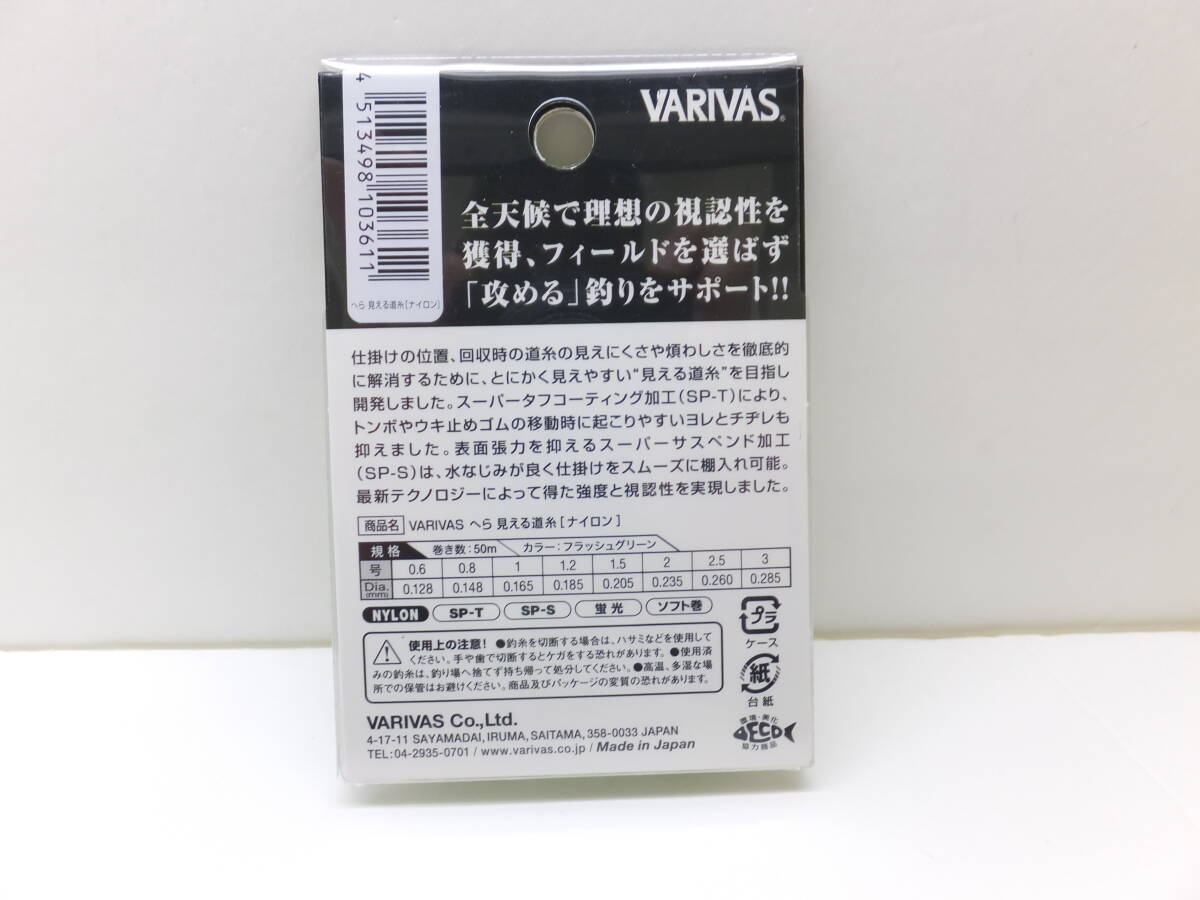 4 513498 103611
へら 見える道糸[ナイロン]
VARIVAS®
全天候で理想の視認性を
獲得、フィールドを選ばず
「攻める」釣りをサポート!!
仕掛けの位置、回収時の道糸の見えにくさや煩わしさを徹底的
に解消するために、とにかく見えやすい“見える道糸”を目指し
開発しました。スーパータフコーティング加工(SP-T)により、
トンボやウキ止めゴムの移動時に起こりやすいヨレとチヂレも
抑えました。表面張力を抑えるスーパーサスペンド加工
(SP-S)は、水なじみが良く仕掛けをスムーズに棚入れ可能。
最新テクノロジーによって得た強度と視認性を実現しました。
商品名 VARIVAS へら 見える道糸[ナイロン]
規格 巻き数:50m カラー:フラッシュグリーン
号 0.6 0.8 1 1.2 1.5 2 2.5 3
Dia.(mm) 0.128 0.148 0.165 0.185 0.205 0.235 0.260 0.285
NYLON SP-T SP-S 蛍光 ソフト巻
プラ
ケース
使用上の注意! ●釣糸を切断する場合は、ハサミなどを使用して
ください。手や歯で切断するとケガをする恐れがあります。●使用済
みの釣糸は、釣り場へ捨てず持ち帰って処分してください。●高温、多湿な場
所での保管はお避けください。商品及びパッケージの変質の恐れがあります。
紙
台紙
VARIVAS Co.,Ltd.
4-17-11 SAYAMADAI, IRUMA, SAITAMA, 358-0033 JAPAN
TEL:04-2935-0701 / www.varivas.co.jp / Made in Japan
環境・美化
ECO
協力商品